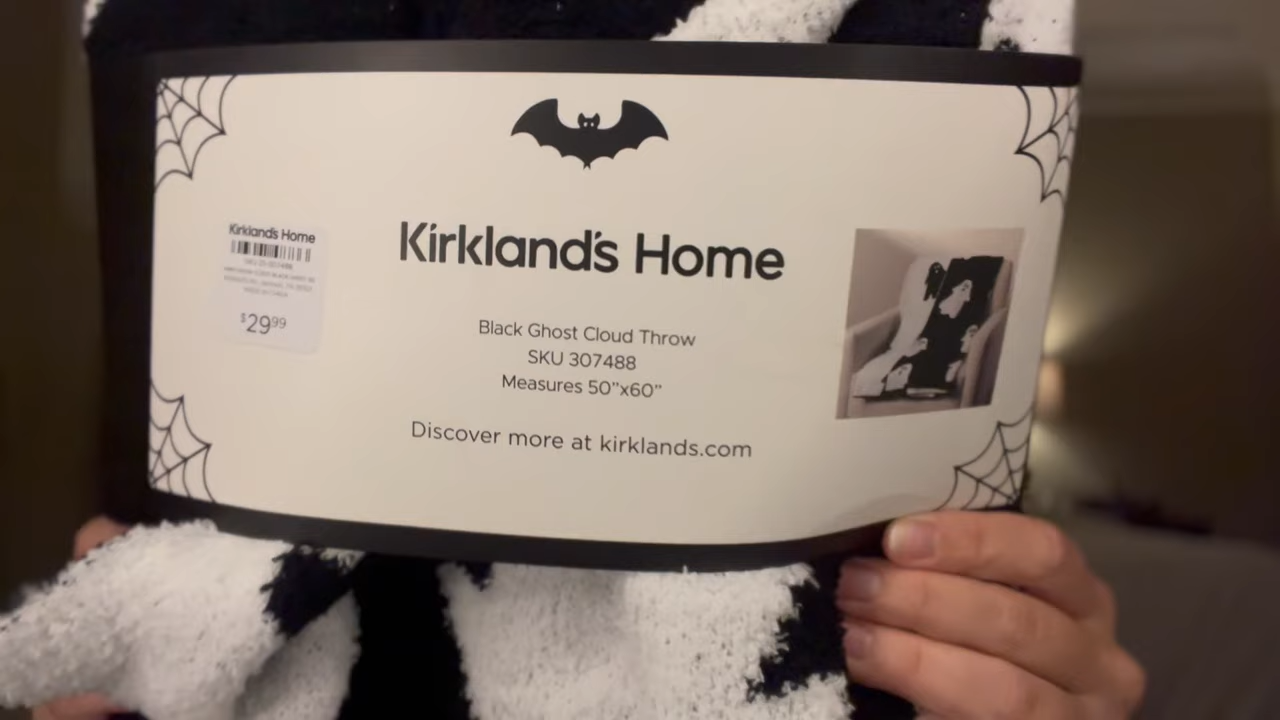 Kirkland's Home
$29.99
Kirkland's Home
Black Ghost Cloud Throw
SKU 307488
Measures 50"x60"
Discover more at kirklands.com